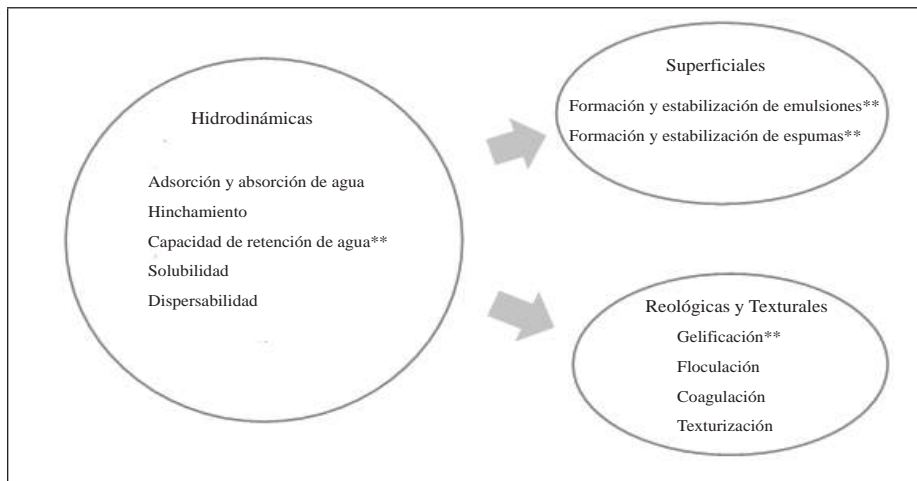 Hidrodinámicas
Adsorción y absorción de agua
Hinchamiento
Capacidad de retención de agua**
Solubilidad
Dispersabilidad
Superficiales
Formación y estabilización de emulsiones**
Formación y estabilización de espumas**
Reológicas y Texturales
Gelificación**
Floculación
Coagulación
Texturización